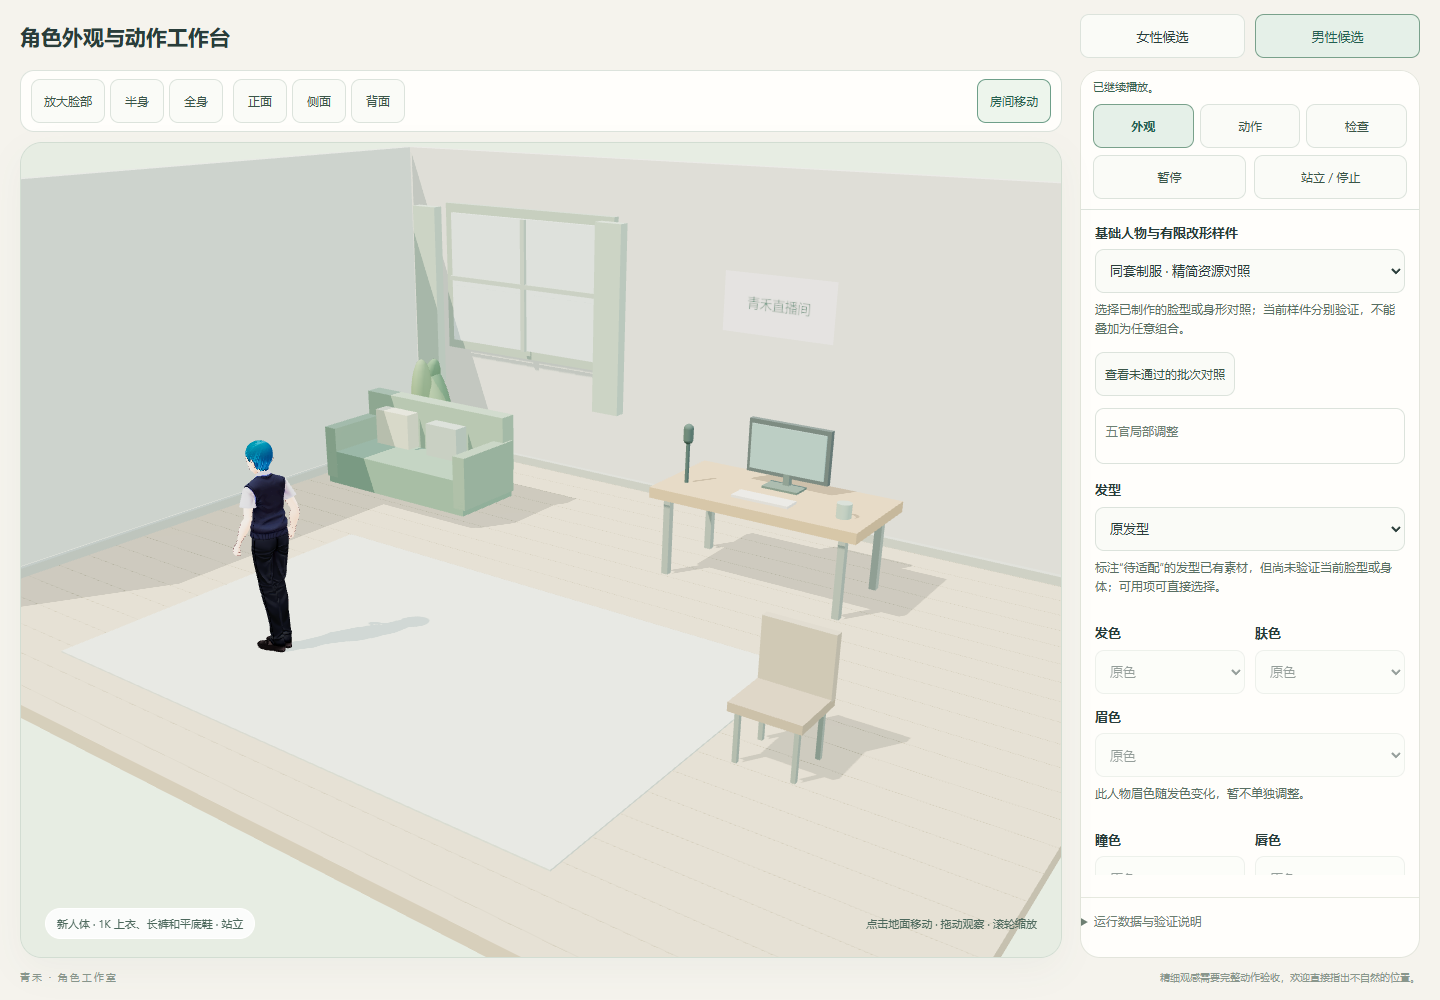 角色外观与动作工作台
女性候选
男性候选
放大脸部
半身
全身
正面
侧面
背面
房间移动
青禾直播间
新人体 · 1K 上衣、长裤和平底鞋 · 站立
点击地面移动 · 拖动观察 · 滚轮缩放
已继续播放。
外观
动作
检查
暂停
站立 / 停止
基础人物与有限改形样件
同套制服 · 精简资源对照
选择已制作的脸型或身形对照；当前样件分别验证，不能
叠加为任意组合。
查看未通过的批次对照
五官局部调整
发型
原发型
标注“待适配”的发型已有素材，但尚未验证当前脸型或身
体；可用项可直接选择。
发色
肤色
原色
原色
眉色
原色
此人物眉色随发色变化，暂不单独调整。
瞳色
唇色
运行数据与验证说明
青禾 · 角色工作室
精细观感需要完整动作验收，欢迎直接指出不自然的位置。